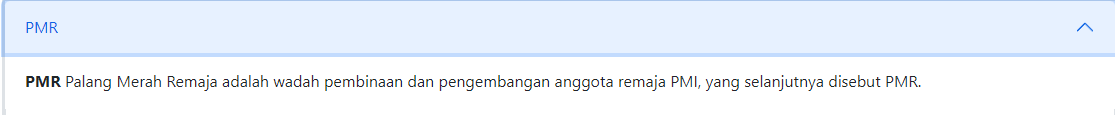 PMR
PMR Palang Merah Remaja adalah wadah pembinaan dan pengembangan anggota remaja PMI, yang selanjutnya disebut PMR.